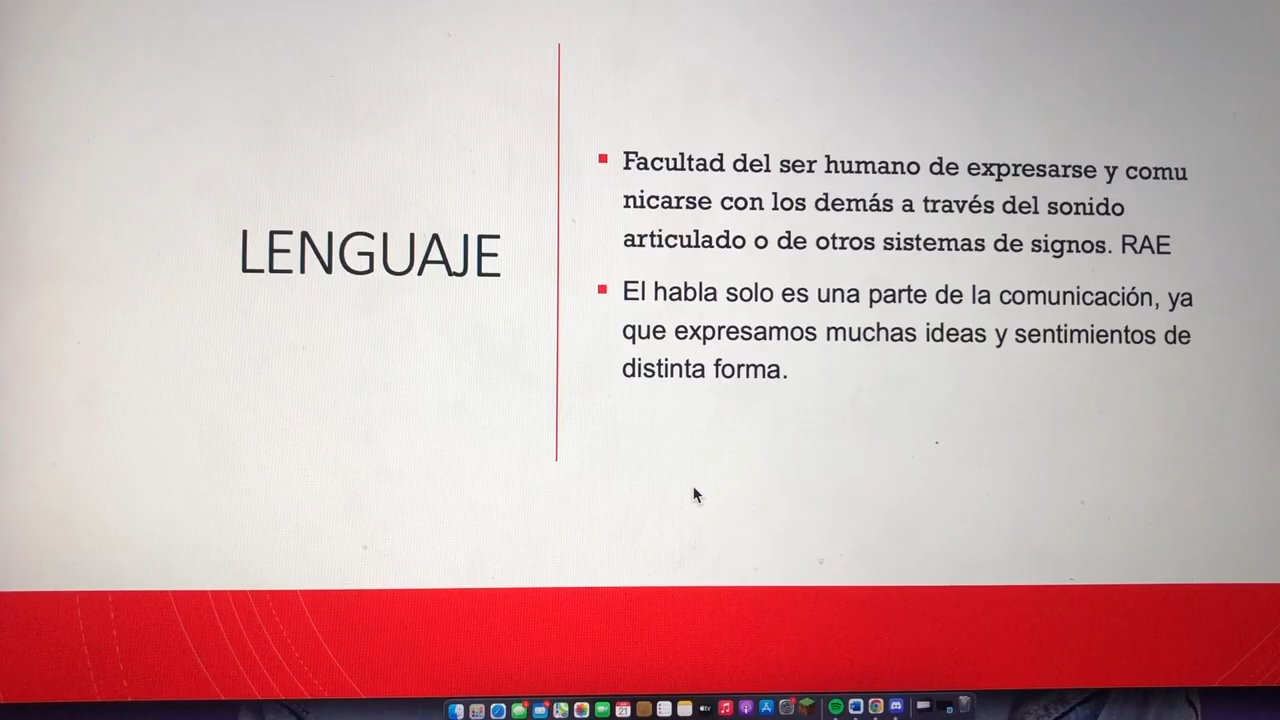 LENGUAJE
Facultad del ser humano de expresarse y comu
nicarse con los demás a través del sonido
articulado o de otros sistemas de signos. RAE
El habla solo es una parte de la comunicación, ya
que expresamos muchas ideas y sentimientos de
distinta forma.
21
tv